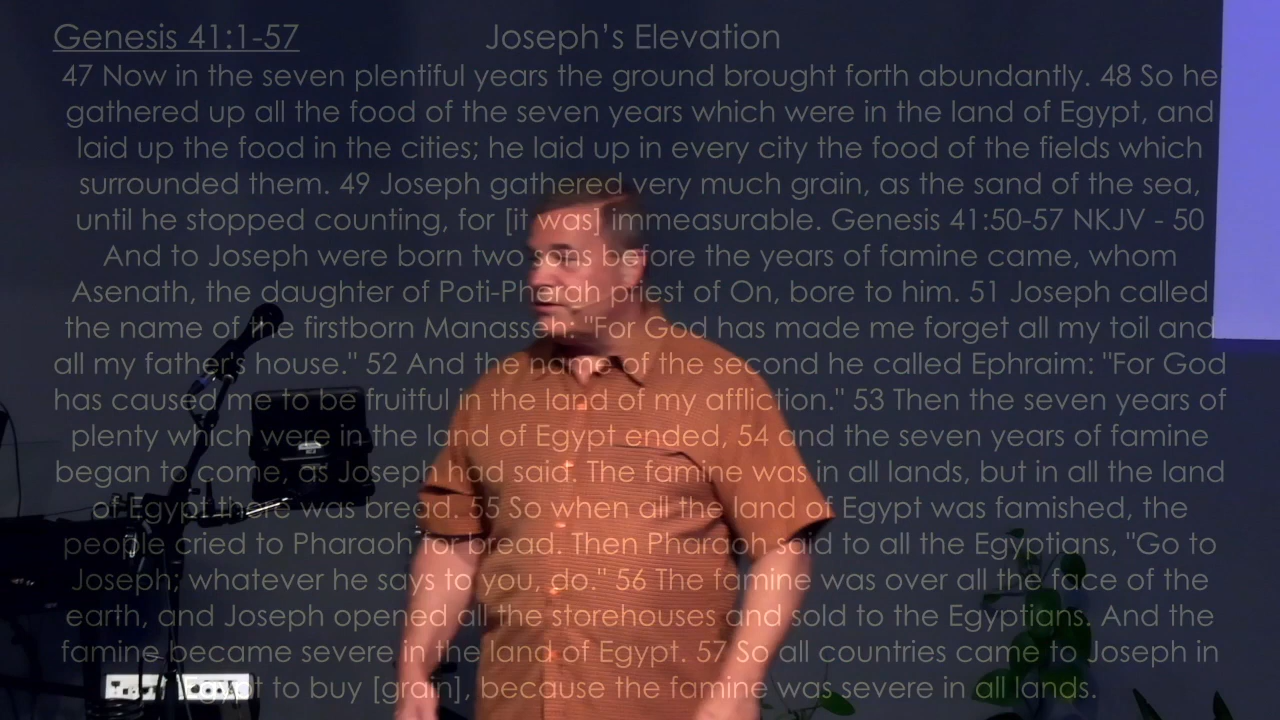 Genesis 41:1-57 Joseph's Elevation
47 Now in the seven plentiful years the ground brought forth abundantly. 48 So he
gathered up all the food of the seven years which were in the land of Egypt, and
laid up the food in the cities; he laid up in every city the food of the fields which
surrounded them. 49 Joseph gathered very much grain, as the sand of the sea,
until he stopped counting, for [it was] immeasurable. Genesis 41:50-57 NKJV - 50
And to Joseph were born two sons before the years of famine came, whom
Asenath, the daughter of Poti-Pherah priest of On, bore to him. 51 Joseph called
the name of the firstborn Manasseh: "For God has made me forget all my toil and
all my father's house." 52 And the name of the second he called Ephraim: "For God
has caused me to be fruitful in the land of my affliction." 53 Then the seven years of
plenty which were in the land of Egypt ended, 54 and the seven years of famine
began to come, as Joseph had said. The famine was in all lands, but in all the land
of Egypt there was bread. 55 So when all the land of Egypt was famished, the
people cried to Pharaoh for bread. Then Pharaoh said to all the Egyptians, "Go to
Joseph; whatever he says to you, do." 56 The famine was over all the face of the
earth, and Joseph opened all the storehouses and sold to the Egyptians. And the
famine became severe in the land of Egypt. 57 So all countries came to Joseph in
Egypt to buy [grain], because the famine was severe in all lands.